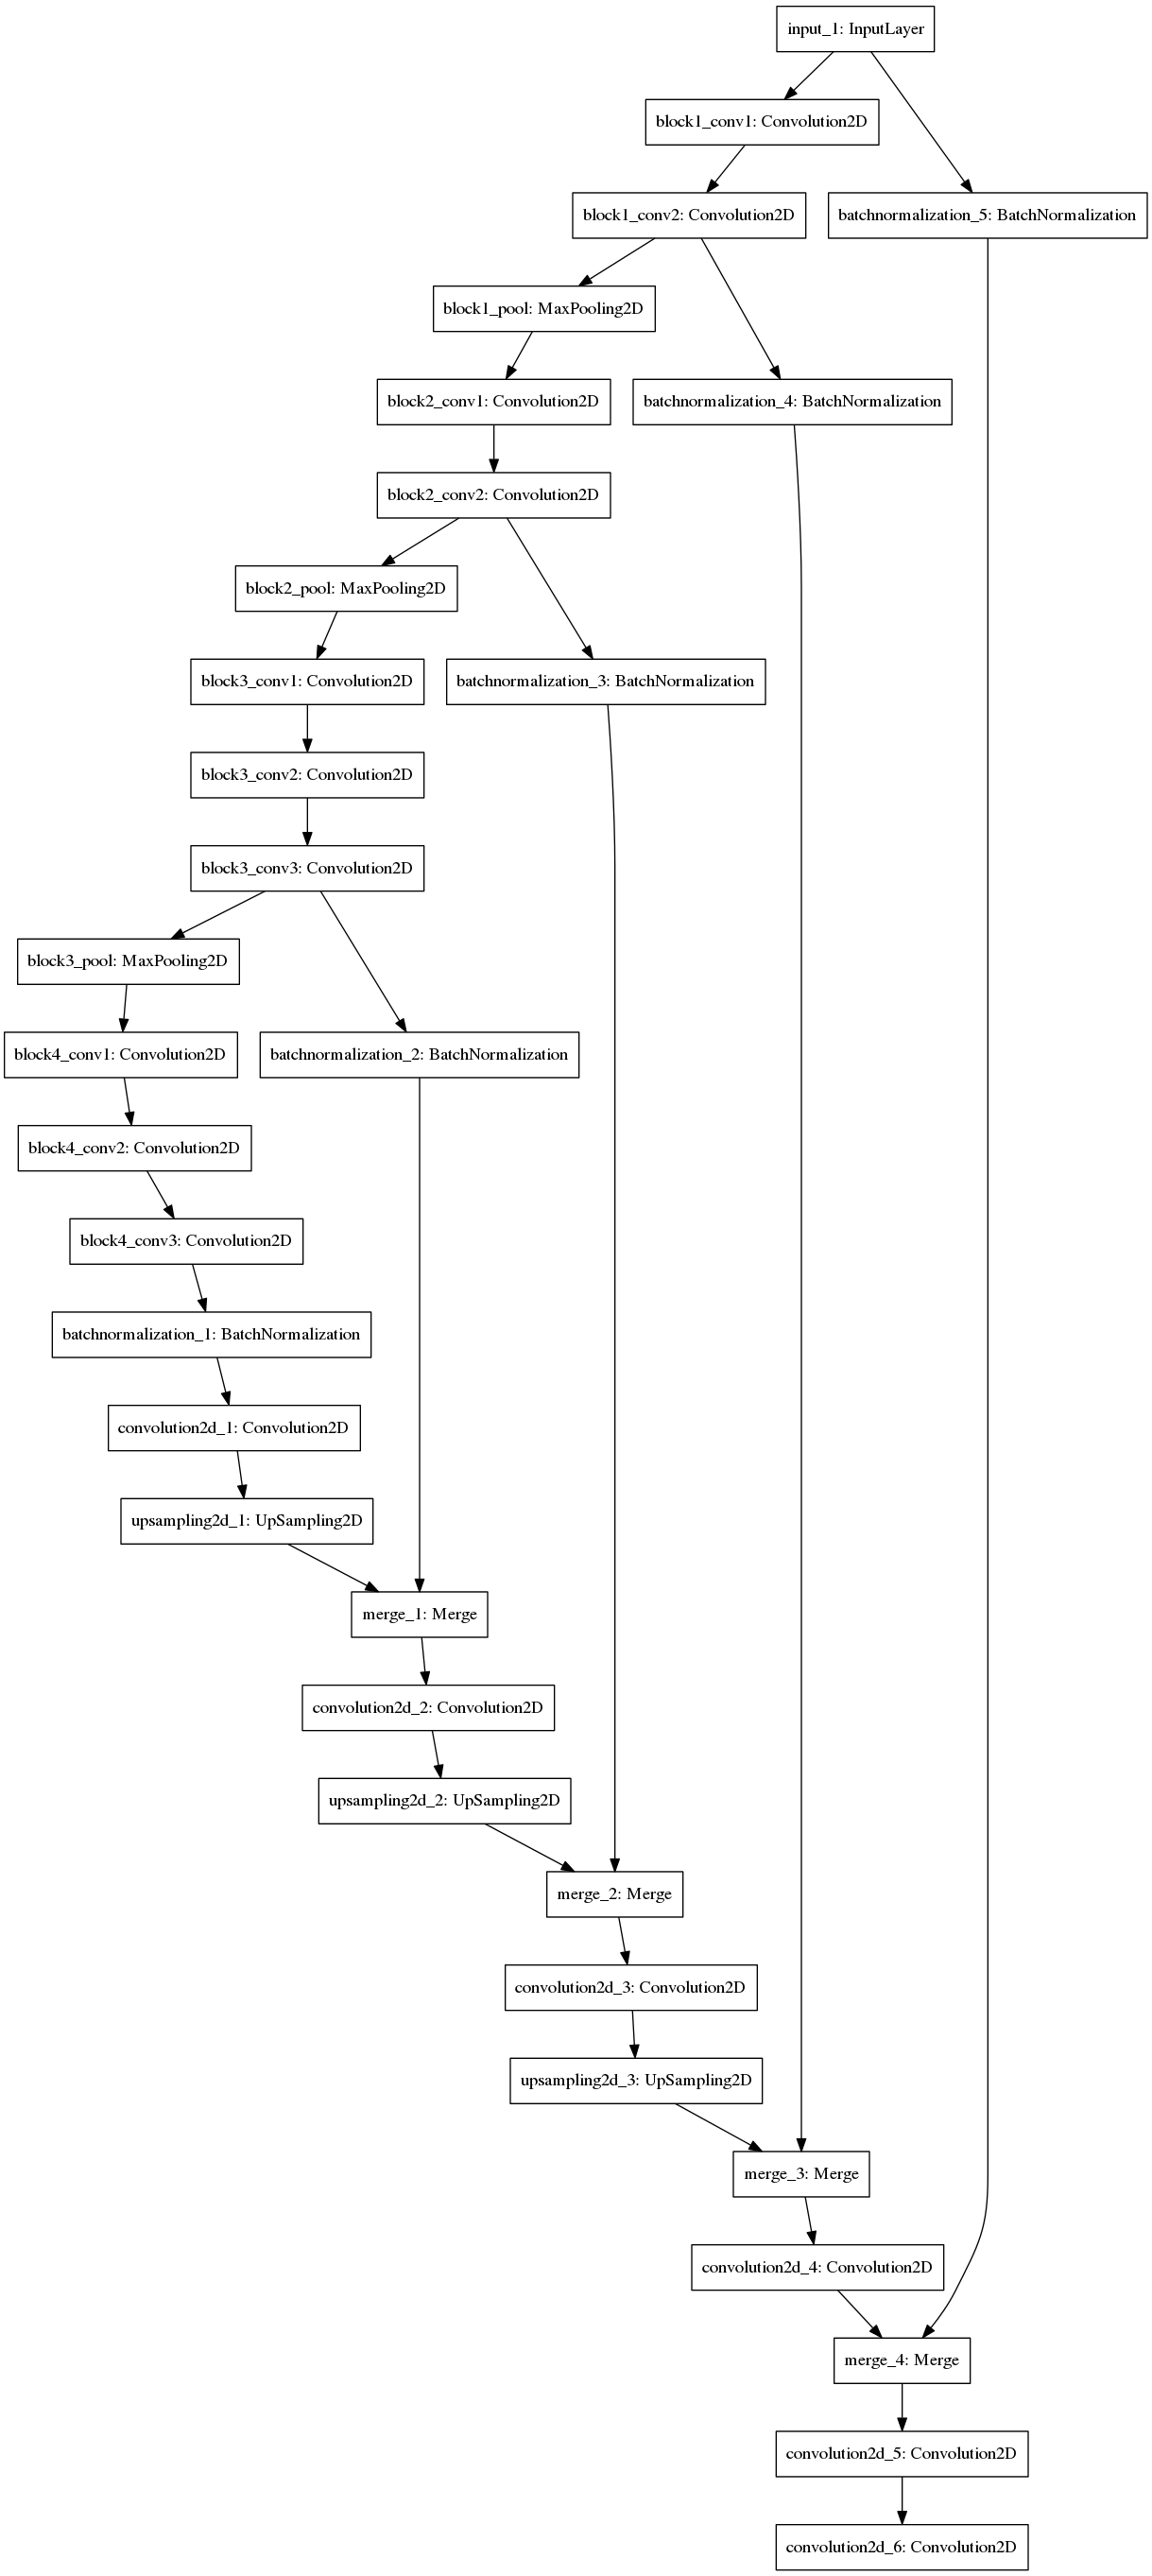 input_1: InputLayer
block1_conv1: Convolution2D
block1_conv2: Convolution2D
batchnormalization_5: BatchNormalization
block1_pool: MaxPooling2D
block2_conv1: Convolution2D
batchnormalization_4: BatchNormalization
block2_conv2: Convolution2D
block2_pool: MaxPooling2D
block3_conv1: Convolution2D
batchnormalization_3: BatchNormalization
block3_conv2: Convolution2D
block3_conv3: Convolution2D
block3_pool: MaxPooling2D
block4_conv1: Convolution2D
batchnormalization_2: BatchNormalization
block4_conv2: Convolution2D
block4_conv3: Convolution2D
batchnormalization_1: BatchNormalization
convolution2d_1: Convolution2D
upsampling2d_1: UpSampling2D
merge_1: Merge
convolution2d_2: Convolution2D
upsampling2d_2: UpSampling2D
merge_2: Merge
convolution2d_3: Convolution2D
upsampling2d_3: UpSampling2D
merge_3: Merge
convolution2d_4: Convolution2D
merge_4: Merge
convolution2d_5: Convolution2D
convolution2d_6: Convolution2D